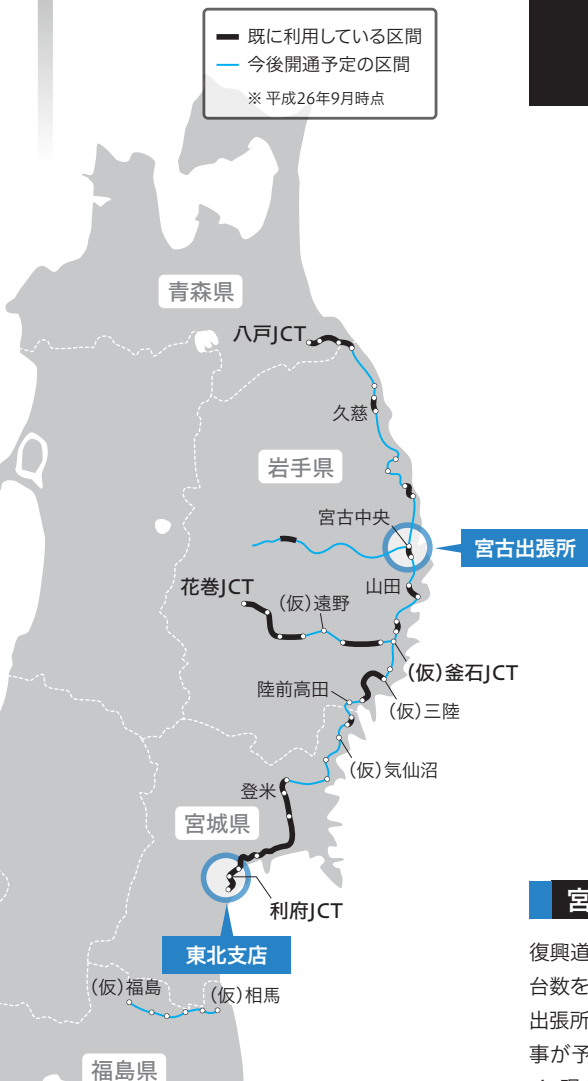 既に利用している区間
今後開通予定の区間
※ 平成26年9月時点
青森県
八戸JCT
久慈
岩手県
宮古中央
宮古出張所
花巻JCT
(仮)遠野
山田
(仮)釜石JCT
陸前高田
(仮)三陸
(仮)気仙沼
登米
宮城県
利府JCT
東北支店
(仮)福島
(仮)相馬
福島県
宮
復興道
台数を
出張所
事が予